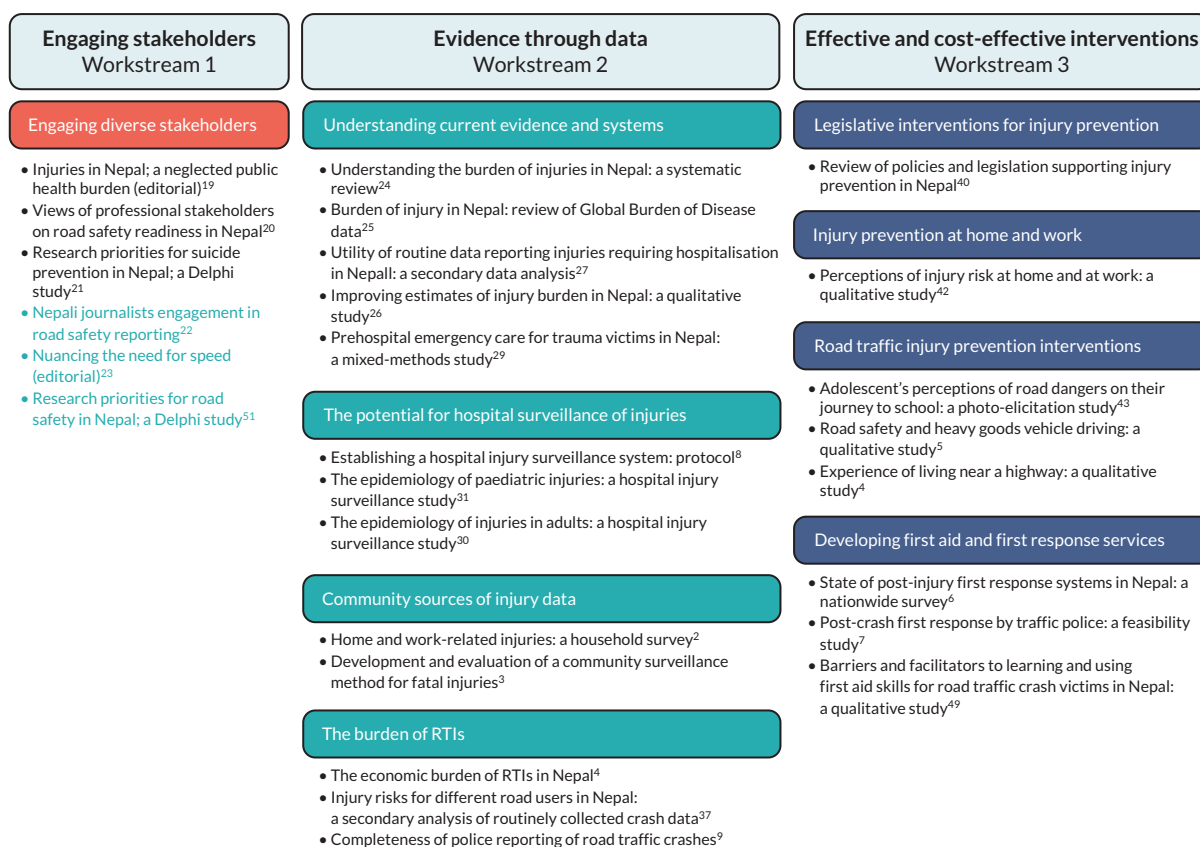 Engaging stakeholders
Workstream 1
Engaging diverse stakeholders
• Injuries in Nepal; a neglected public
health burden (editorial)19
• Views of professional stakeholders
on road safety readiness in Nepal20
• Research priorities for suicide
prevention in Nepal; a Delphi
study21
• Nepali journalists engagement in
road safety reporting22
• Nuancing the need for speed
(editorial)23
• Research priorities for road
safety in Nepal; a Delphi study51
Evidence through data
Workstream 2
Understanding current evidence and systems
• Understanding the burden of injuries in Nepal: a systematic
review24
• Burden of injury in Nepal: review of Global Burden of Disease
data25
• Utility of routine data reporting injuries requiring hospitalisation
in Nepall: a secondary data analysis27
• Improving estimates of injury burden in Nepal: a qualitative
study26
• Prehospital emergency care for trauma victims in Nepal:
a mixed-methods study29
The potential for hospital surveillance of injuries
• Establishing a hospital injury surveillance system: protocol8
• The epidemiology of paediatric injuries: a hospital injury
surveillance study31
• The epidemiology of injuries in adults: a hospital injury
surveillance study30
Community sources of injury data
• Home and work-related injuries: a household survey2
• Development and evaluation of a community surveillance
method for fatal injuries3
The burden of RTIs
• The economic burden of RTIs in Nepal4
• Injury risks for different road users in Nepal:
a secondary analysis of routinely collected crash data37
• Completeness of police reporting of road traffic crashes9
Effective and cost-effective interventions
Workstream 3
Legislative interventions for injury prevention
• Review of policies and legislation supporting injury
prevention in Nepal40
Injury prevention at home and work
• Perceptions of injury risk at home and at work: a
qualitative study42
Road traffic injury prevention interventions
• Adolescent's perceptions of road dangers on their
journey to school: a photo-elicitation study43
• Road safety and heavy goods vehicle driving: a
qualitative study5
• Experience of living near a highway: a qualitative
study4
Developing first aid and first response services
• State of post-injury first response systems in Nepal: a
nationwide survey6
• Post-crash first response by traffic police: a feasibility
study7
• Barriers and facilitators to learning and using
first aid skills for road traffic crash victims in Nepal:
a qualitative study49